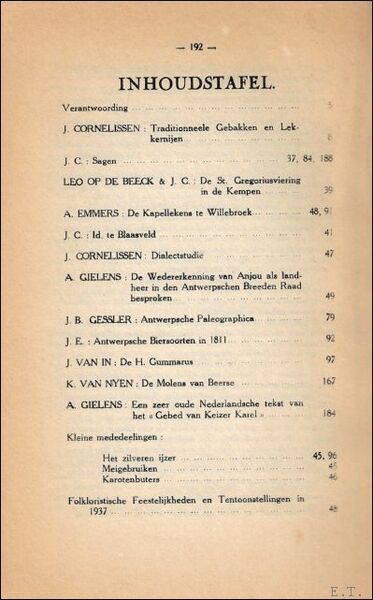 — 192 —
INHOUDSTAFEL.
Verantwoording ... 5
J. CORNELISSEN : Traditionneele Gebakken en Lek-
kernijen ... 8
J. C. : Sagen ... 37, 84, 188
LEO OP DE BEECK & J. C. : De St. Gregoriusviering
in de Kempen ... 39
A. EMMERS : De Kapellekens te Willebroek ... 48, 91
J. C. : Id. te Blaasveld ... 41
J. CORNELISSEN : Dialectstudie ... 47
A. GIELENS : De Wedererkenning van Anjou als land-
heer in den Antwerpschen Breeden Raad
besproken ... 49
J. B. GESSLER : Antwerpsche Paleographica ... 79
J. E. : Antwerpsche Biersoorten in 1811 ... 92
J. VAN IN : De H. Gummarus ... 97
K. VAN NYEN : De Molens van Beerse ... 167
A. GIELENS : Een zeer oude Nederlandsche tekst van
het « Gebed van Keizer Karel » ... 184
Kleine mededeelingen :
Het zilveren ijzer ... 45, 96
Meigebruiken ... 45
Karotenbuters ... 46
Folkloristische Feestelijkheden en Tentoonstellingen in
1937 ... 48
E.T.